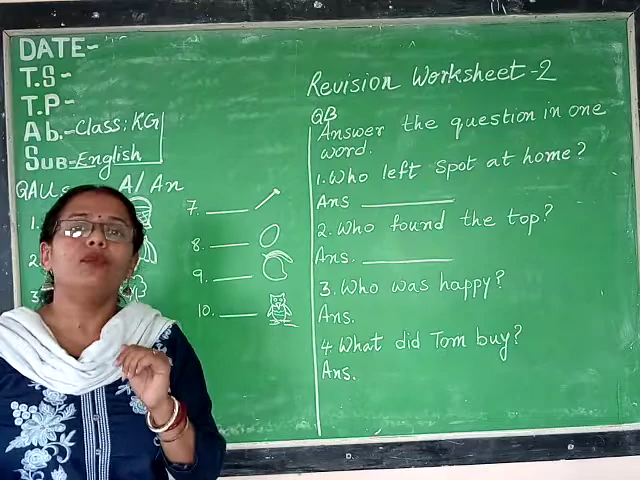 DATE-
T.S-
T.P-
Ab.- Class: KG
SUB- English
QA Us A/An
1.
2.
3.
7.
8.
9.
10.
Revision Worksheet-2
QB
Answer the question in one
word.
1. Who left spot at home?
Ans
2. Who found the top?
Ans.
3. Who was happy?
Ans.
4. What did Tom buy?
Ans.